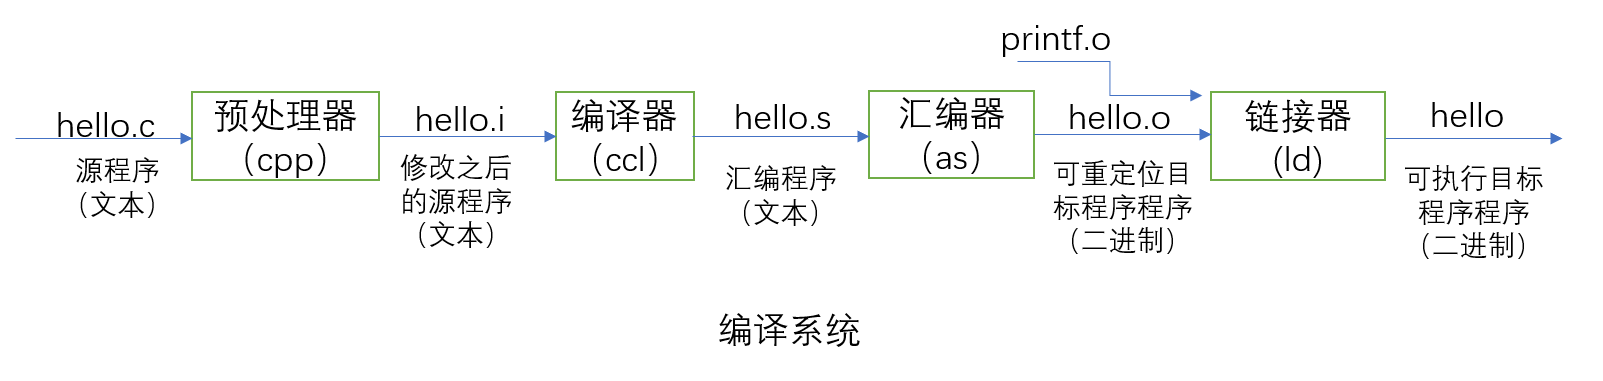 printf.o
hello.c
源程序
（文本）
预处理器
（cpp）
hello.i
修改之后
的源程序
（文本）
编译器
（ccl）
hello.s
汇编程序
（文本）
汇编器
（as）
hello.o
可重定位目
标程序程序
（二进制）
链接器
(ld)
hello
可执行目标
程序程序
（二进制）
编译系统